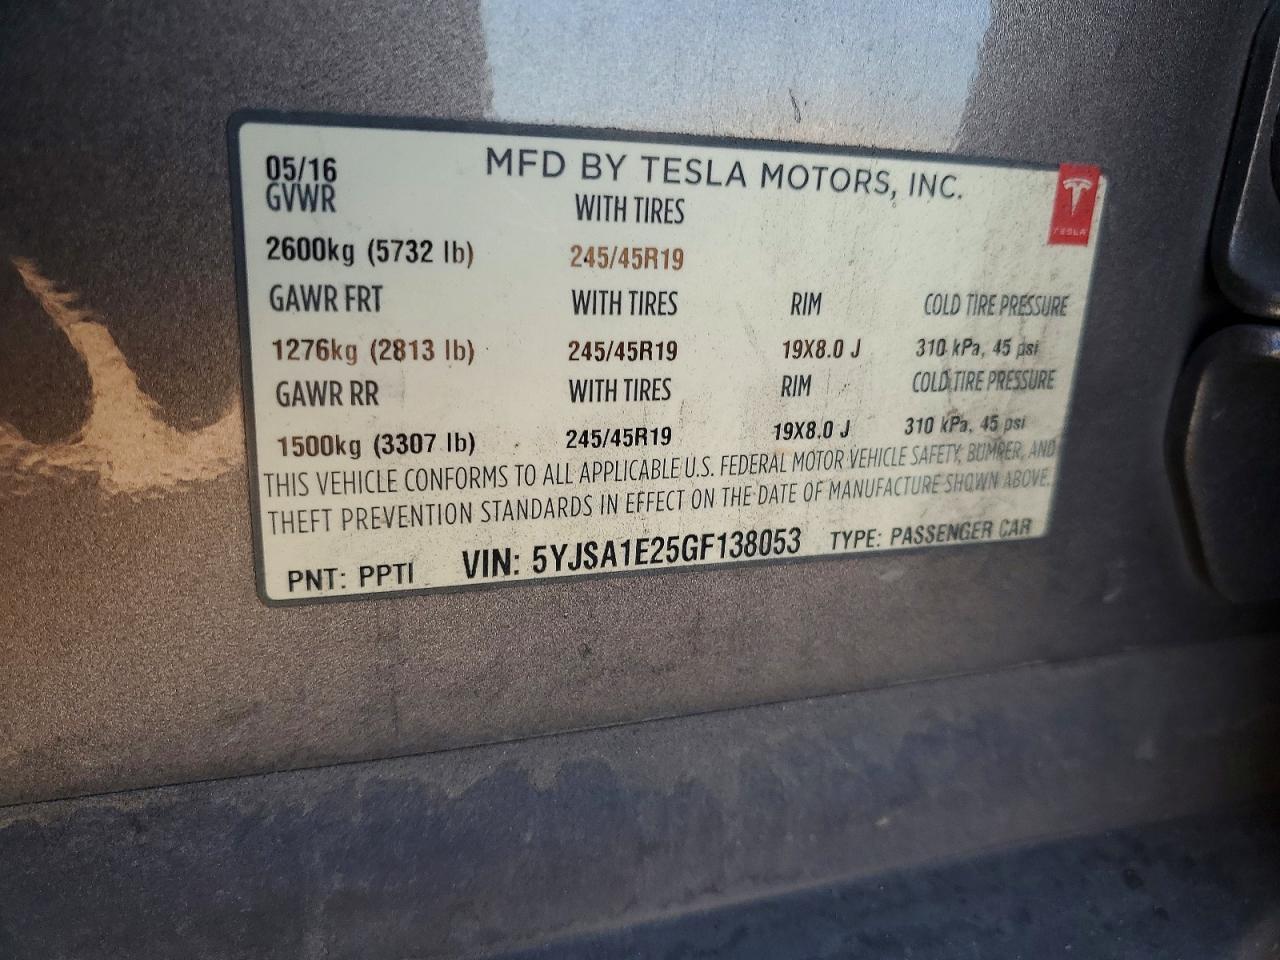 05/16 MFD BY TESLA MOTORS, INC.
TESLA
GVWR WITH TIRES
2600kg (5732 lb) 245/45R19
GAWR FRT WITH TIRES RIM COLD TIRE PRESSURE
1276kg (2813 lb) 245/45R19 19X8.0 J 310 kPa, 45 psi
GAWR RR WITH TIRES RIM COLD TIRE PRESSURE
1500kg (3307 lb) 245/45R19 19X8.0 J 310 kPa, 45 psi
THIS VEHICLE CONFORMS TO ALL APPLICABLE U.S. FEDERAL MOTOR VEHICLE SAFETY, BUMPER, AND
THEFT PREVENTION STANDARDS IN EFFECT ON THE DATE OF MANUFACTURE SHOWN ABOVE.
PNT: PPTI VIN: 5YJSA1E25GF138053 TYPE: PASSENGER CAR